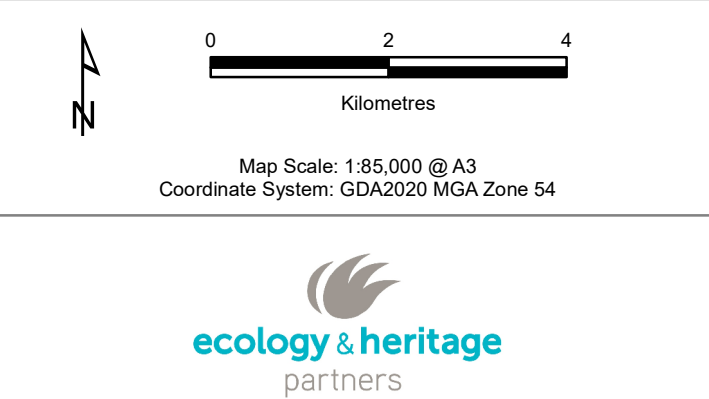 0 2 4
N
Kilometres
Map Scale: 1:85,000 @ A3
Coordinate System: GDA2020 MGA Zone 54
ecology & heritage
partners